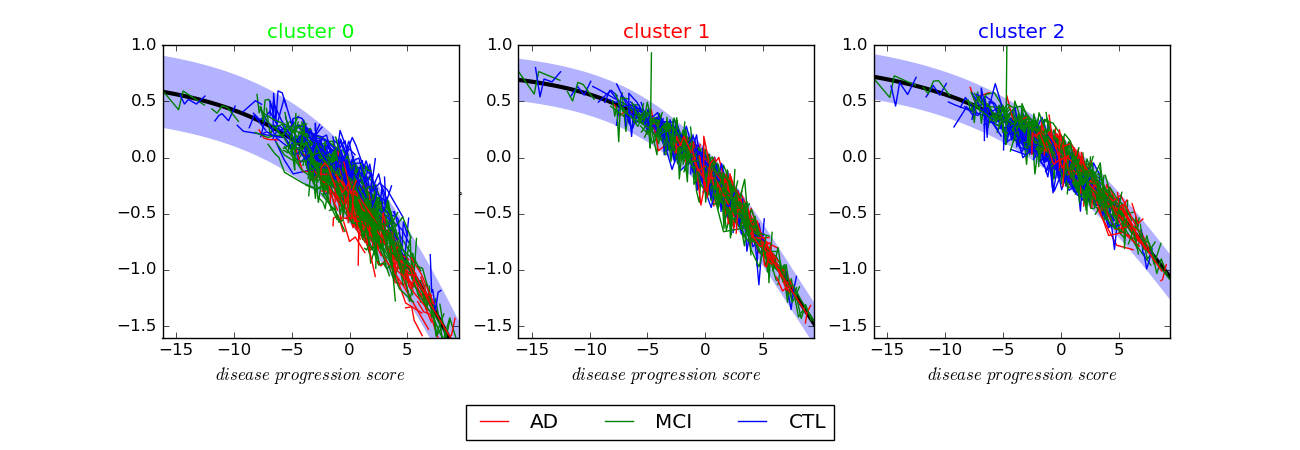 cluster 0 cluster 1 cluster 2
1.0 1.0 1.0
0.5 0.5 0.5
0.0 0.0 0.0
−0.5 −0.5 −0.5
−1.0 −1.0 −1.0
−1.5 −1.5 −1.5
−15 −10 −5 0 5 −15 −10 −5 0 5 −15 −10 −5 0 5
disease progression score disease progression score disease progression score
AD MCI CTL